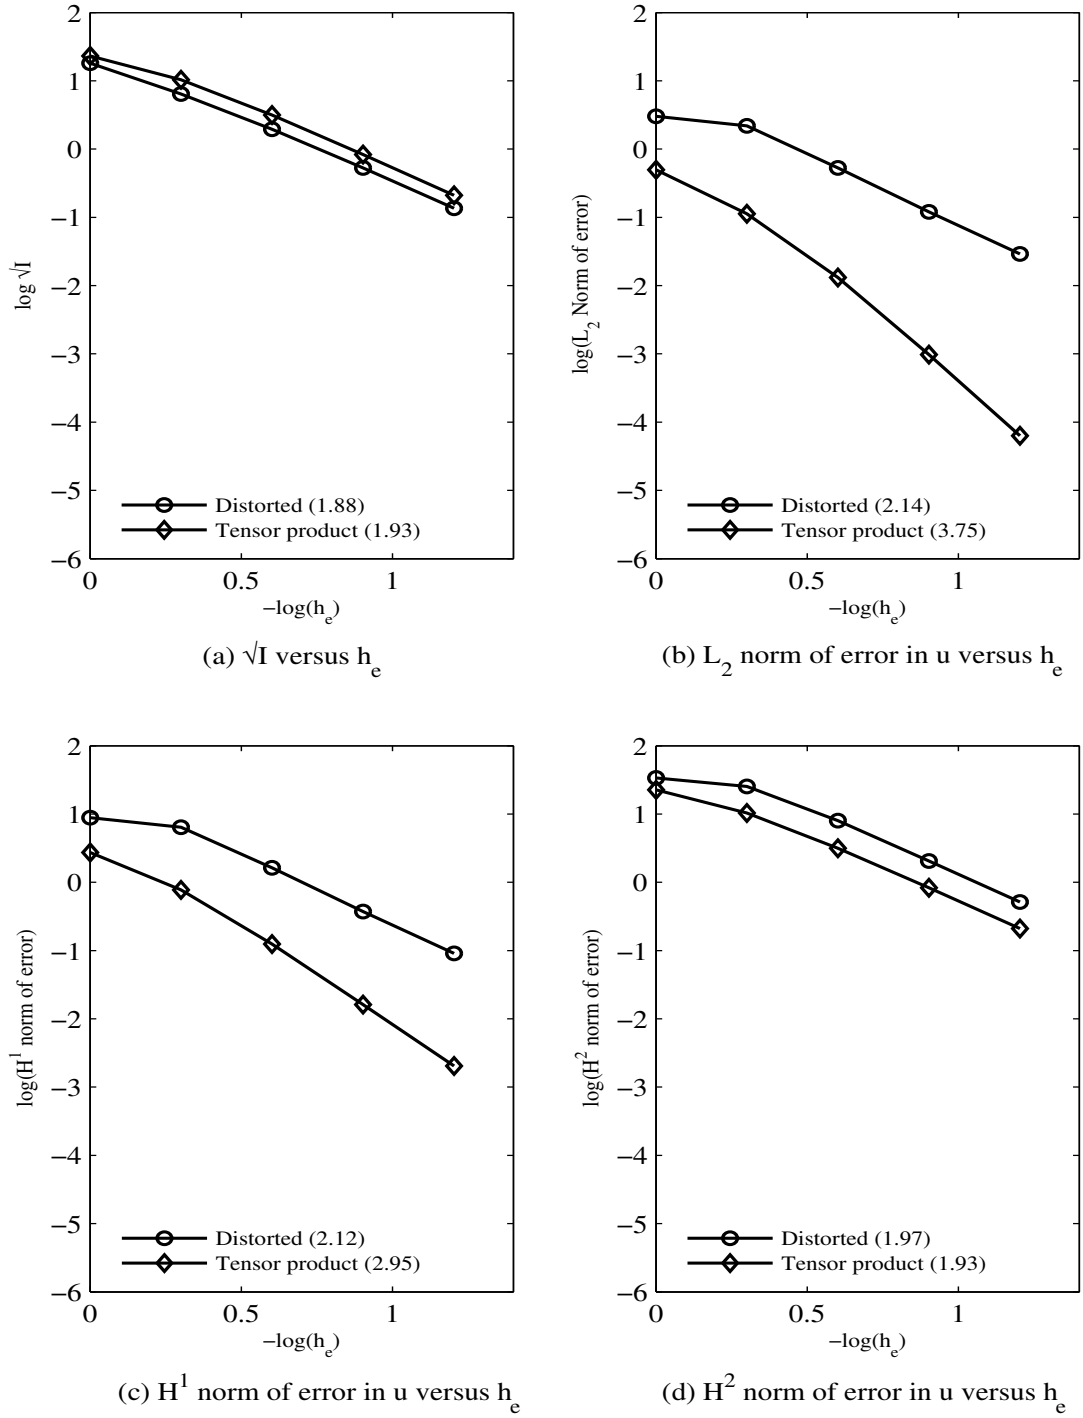 2
1
0
−1
−2
−3
−4
−5
−6
log √I
Distorted (1.88)
Tensor product (1.93)
0 0.5 1
−log(h_e)
(a) √I versus h_e
2
1
0
−1
−2
−3
−4
−5
−6
log(L_2 Norm of error)
Distorted (2.14)
Tensor product (3.75)
0 0.5 1
−log(h_e)
(b) L_2 norm of error in u versus h_e
2
1
0
−1
−2
−3
−4
−5
−6
log(H^1 norm of error)
Distorted (2.12)
Tensor product (2.95)
0 0.5 1
−log(h_e)
(c) H^1 norm of error in u versus h_e
2
1
0
−1
−2
−3
−4
−5
−6
log(H^2 norm of error)
Distorted (1.97)
Tensor product (1.93)
0 0.5 1
−log(h_e)
(d) H^2 norm of error in u versus h_e